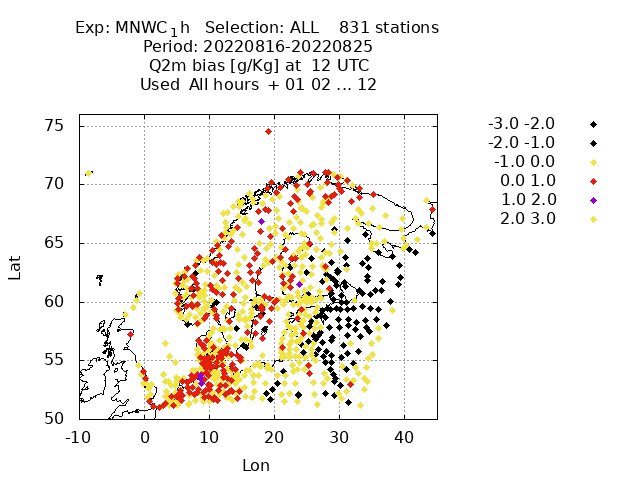 Exp: MNWC_1h Selection: ALL 831 stations
Period: 20220816-20220825
Q2m bias [g/Kg] at 12 UTC
Used All hours + 01 02 ... 12
-3.0 -2.0
-2.0 -1.0
-1.0 0.0
0.0 1.0
1.0 2.0
2.0 3.0
75
70
65
60
55
50
Lat
-10 0 10 20 30 40
Lon